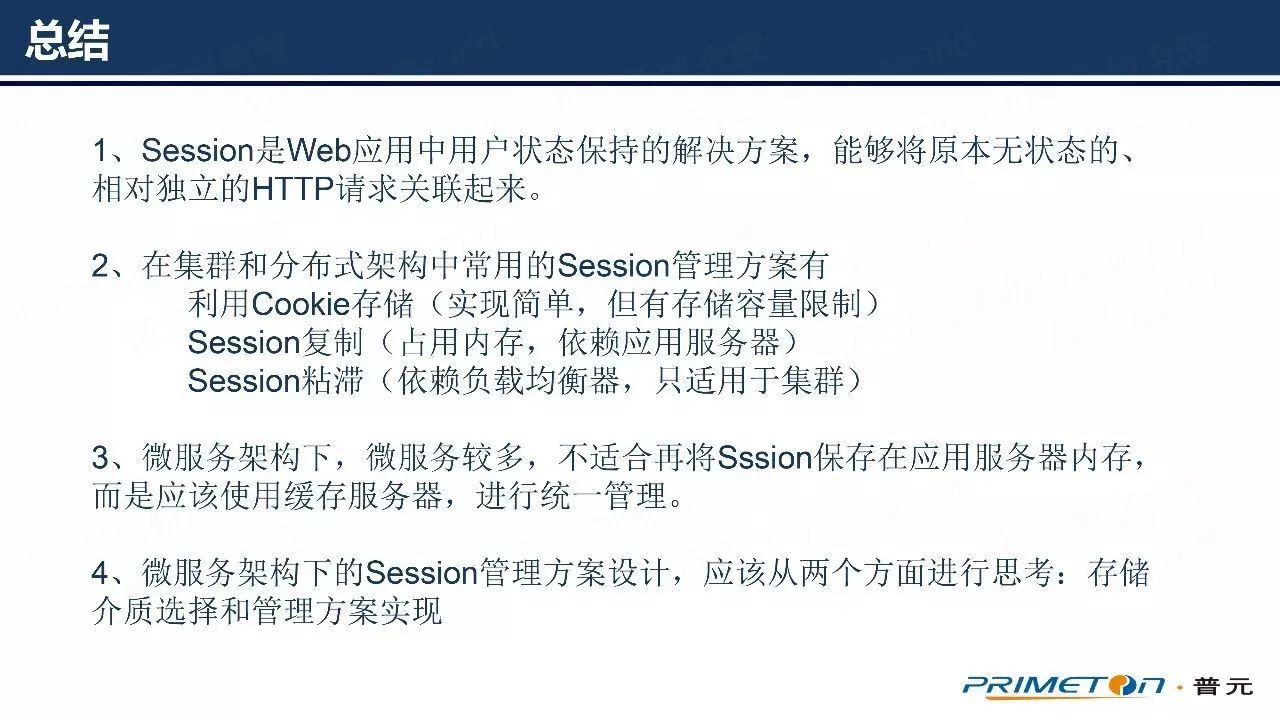 总结
1、Session是Web应用中用户状态保持的解决方案，能够将原本无状态的、
相对独立的HTTP请求关联起来。
2、在集群和分布式架构中常用的Session管理方案有
利用Cookie存储（实现简单，但有存储容量限制）
Session复制（占用内存，依赖应用服务器）
Session粘滞（依赖负载均衡器，只适用于集群）
3、微服务架构下，微服务较多，不适合再将Sssion保存在应用服务器内存，
而是应该使用缓存服务器，进行统一管理。
4、微服务架构下的Session管理方案设计，应该从两个方面进行思考：存储
介质选择和管理方案实现
PRIMETON·普元